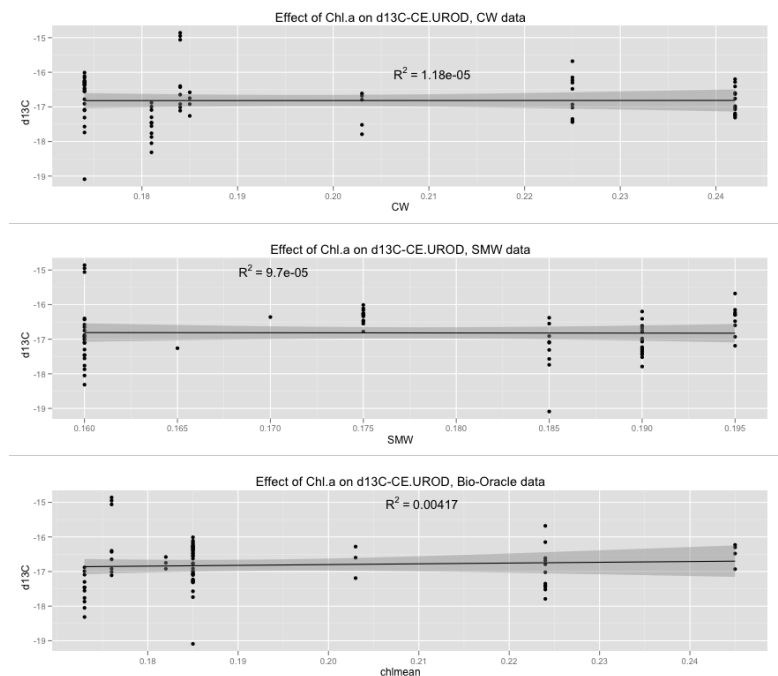 Effect of Chl.a on d13C-CE.UROD, CW data
R² = 1.18e-05
-15
-16
-17
-18
-19
d13C
0.18 0.19 0.20 0.21 0.22 0.23 0.24
CW
Effect of Chl.a on d13C-CE.UROD, SMW data
R² = 9.7e-05
-15
-16
-17
-18
-19
d13C
0.160 0.165 0.170 0.175 0.180 0.185 0.190 0.195
SMW
Effect of Chl.a on d13C-CE.UROD, Bio-Oracle data
R² = 0.00417
-15
-16
-17
-18
-19
d13C
0.18 0.19 0.20 0.21 0.22 0.23 0.24
chlmean